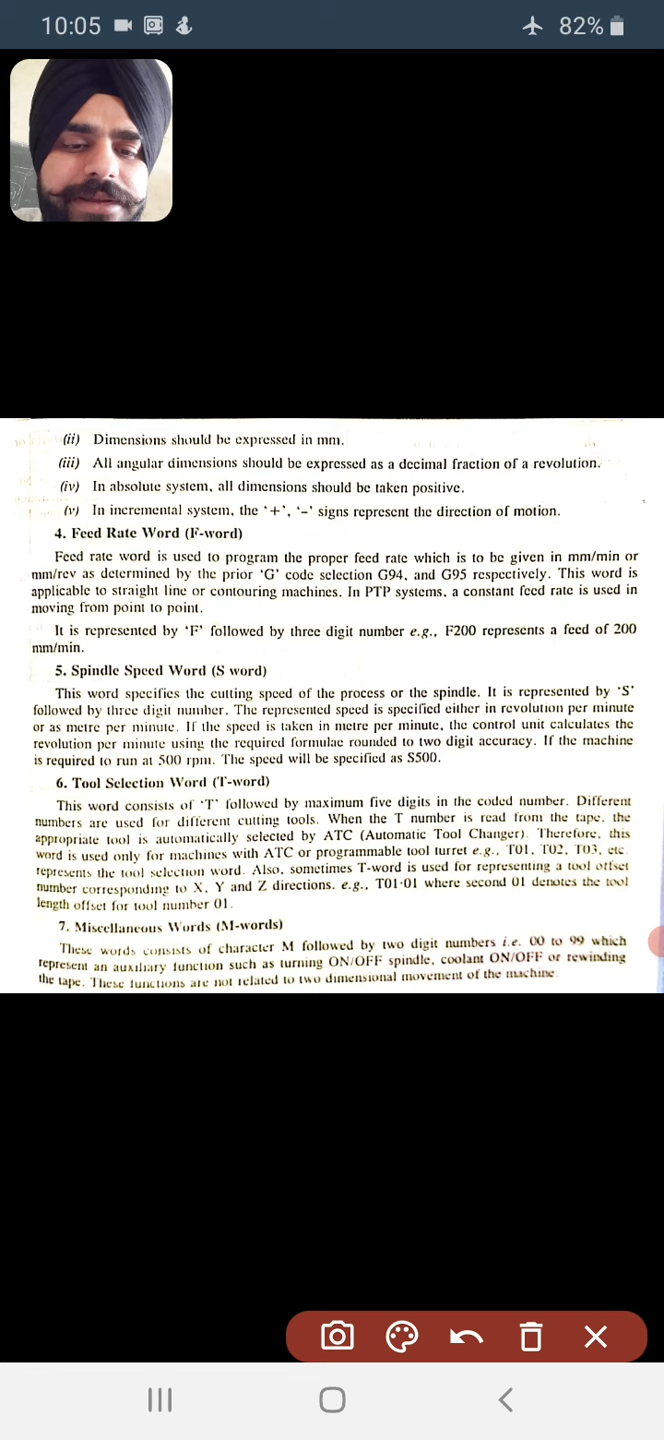 10:05 82%
(ii) Dimensions should be expressed in mm.
(iii) All angular dimensions should be expressed as a decimal fraction of a revolution.
(iv) In absolute system, all dimensions should be taken positive.
(v) In incremental system, the ‘+’, ‘–’ signs represent the direction of motion.
4. Feed Rate Word (F-word)
Feed rate word is used to program the proper feed rate which is to be given in mm/min or
mm/rev as determined by the prior ‘G’ code selection G94, and G95 respectively. This word is
applicable to straight line or contouring machines. In PTP systems, a constant feed rate is used in
moving from point to point.
It is represented by ‘F’ followed by three digit number e.g., F200 represents a feed of 200
mm/min.
5. Spindle Speed Word (S word)
This word specifies the cutting speed of the process or the spindle. It is represented by ‘S’
followed by three digit number. The represented speed is specified either in revolution per minute
or as metre per minute. If the speed is taken in metre per minute, the control unit calculates the
revolution per minute using the required formulae rounded to two digit accuracy. If the machine
is required to run at 500 rpm. The speed will be specified as S500.
6. Tool Selection Word (T-word)
This word consists of ‘T’ followed by maximum five digits in the coded number. Different
numbers are used for different cutting tools. When the T number is read from the tape, the
appropriate tool is automatically selected by ATC (Automatic Tool Changer). Therefore, this
word is used only for machines with ATC or programmable tool turret e.g., T01, T02, T03, etc
represents the tool selection word. Also, sometimes T-word is used for representing a tool offset
number corresponding to X, Y and Z directions. e.g., T01·01 where second 01 denotes the tool
length offset for tool number 01.
7. Miscellaneous Words (M-words)
These words consists of character M followed by two digit numbers i.e. 00 to 99 which
represent an auxiliary function such as turning ON/OFF spindle, coolant ON/OFF or rewinding
the tape. These functions are not related to two dimensional movement of the machine.